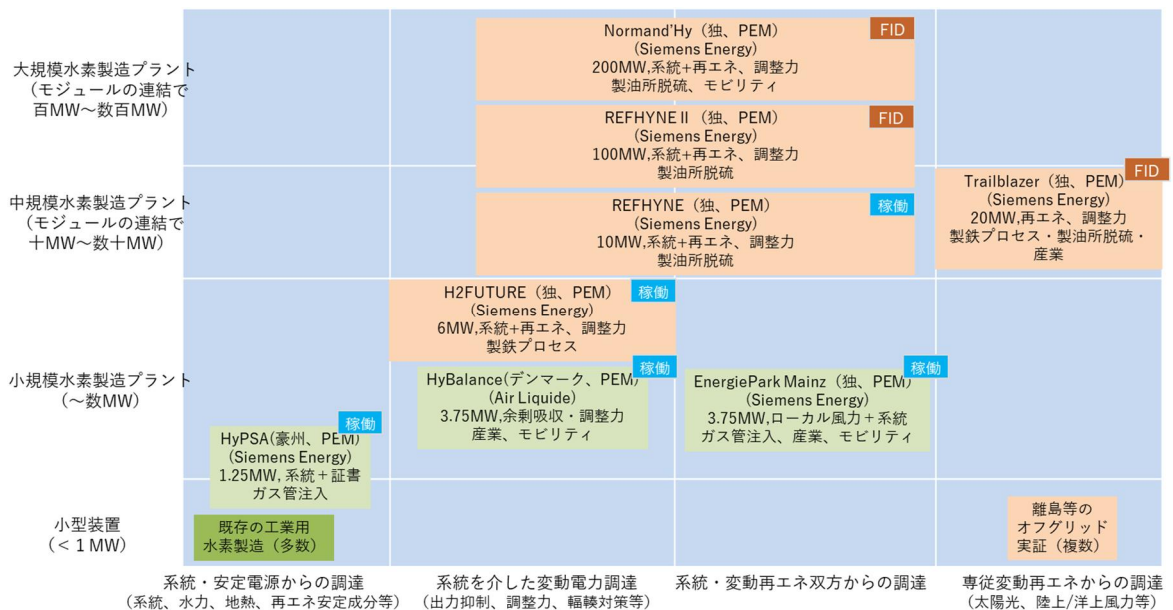 大規模水素製造プラント
（モジュールの連結で
百MW～数百MW）
Normand'Hy（独、PEM）
(Siemens Energy)
200MW,系統+再エネ、調整力
製油所脱硫、モビリティ
FID
REFHYNE II（独、PEM）
(Siemens Energy)
100MW,系統+再エネ、調整力
製油所脱硫
FID
中規模水素製造プラント
（モジュールの連結で
十MW～数十MW）
REFHYNE（独、PEM）
(Siemens Energy)
10MW,系統+再エネ、調整力
製油所脱硫
稼働
Trailblazer（独、PEM）
(Siemens Energy)
20MW,再エネ、調整力
製鉄プロセス・製油所脱硫・
産業
FID
小規模水素製造プラント
（～数MW）
H2FUTURE（独、PEM）
(Siemens Energy)
6MW,系統+再エネ、調整力
製鉄プロセス
稼働
HyBalance(デンマーク、PEM)
(Air Liquide)
3.75MW,余剰吸収・調整力
産業、モビリティ
稼働
EnergiePark Mainz（独、PEM）
(Siemens Energy)
3.75MW,ローカル風力＋系統
ガス管注入、産業、モビリティ
稼働
HyPSA(豪州、PEM)
(Siemens Energy)
1.25MW, 系統＋証書
ガス管注入
稼働
小型装置
（＜１MW）
既存の工業用
水素製造（多数）
離島等の
オフグリッド
実証（複数）
系統・安定電源からの調達
（系統、水力、地熱、再エネ安定成分等）
系統を介した変動電力調達
（出力抑制、調整力、輻輳対策等）
系統・変動再エネ双方からの調達
専従変動再エネからの調達
（太陽光、陸上/洋上風力等）